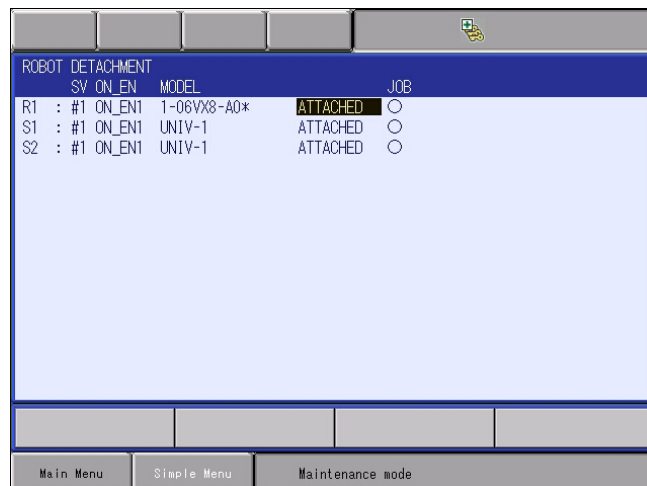 ROBOT DETACHMENT
SV ON_EN MODEL JOB
R1 : #1 ON_EN1 1-06VX8-A0* ATTACHED ○
S1 : #1 ON_EN1 UNIV-1 ATTACHED ○
S2 : #1 ON_EN1 UNIV-1 ATTACHED ○
Main Menu Simple Menu Maintenance mode